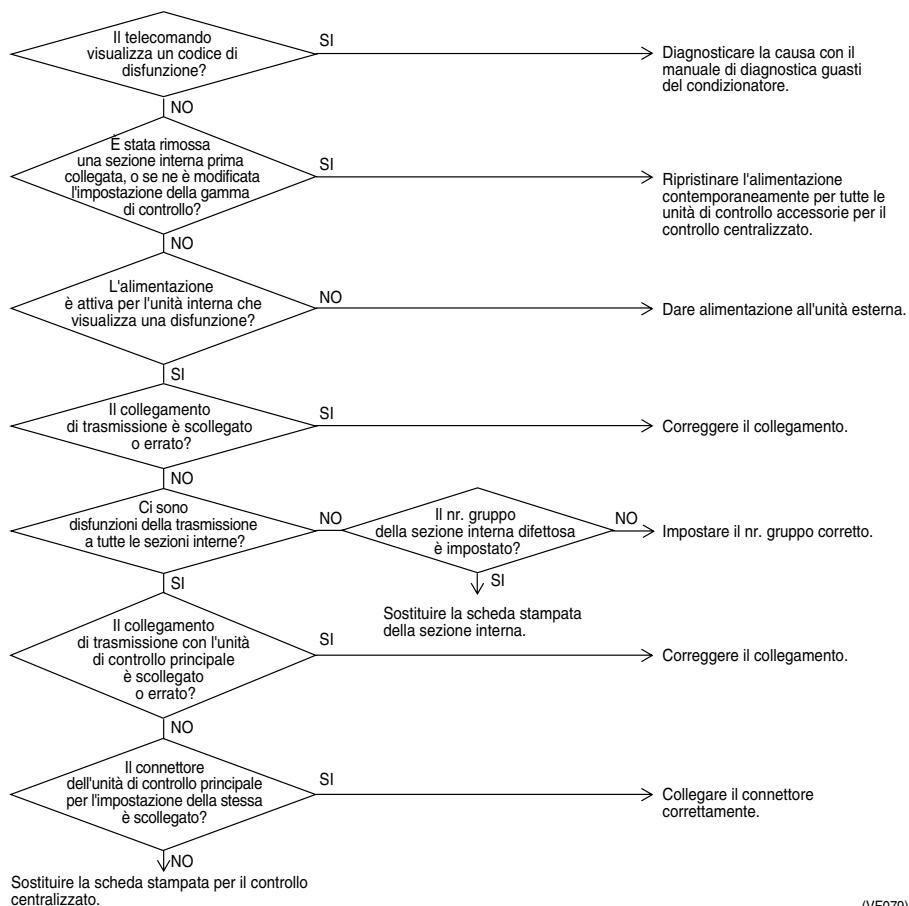 Il telecomando
visualizza un codice di
disfunzione?
SI
Diagnosticare la causa con il
manuale di diagnostica guasti
del condizionatore.
NO
È stata rimossa
una sezione interna prima
collegata, o se ne è modificata
l'impostazione della gamma
di controllo?
SI
Ripristinare l'alimentazione
contemporaneamente per tutte le
unità di controllo accessorie per il
controllo centralizzato.
NO
L'alimentazione
è attiva per l'unità interna che
visualizza una disfunzione?
NO
Dare alimentazione all'unità esterna.
SI
Il collegamento
di trasmissione è scollegato
o errato?
SI
Correggere il collegamento.
NO
Ci sono
disfunzioni della trasmissione
a tutte le sezioni interne?
NO
Il nr. gruppo
della sezione interna difettosa
è impostato?
NO
Impostare il nr. gruppo corretto.
SI
Sostituire la scheda stampata
della sezione interna.
SI
Il collegamento
di trasmissione con l'unità
di controllo principale
è scollegato
o errato?
SI
Correggere il collegamento.
NO
Il connettore
dell'unità di controllo principale
per l'impostazione della stessa
è scollegato?
SI
Collegare il connettore
correttamente.
NO
Sostituire la scheda stampata per il controllo
centralizzato.
(VF079)